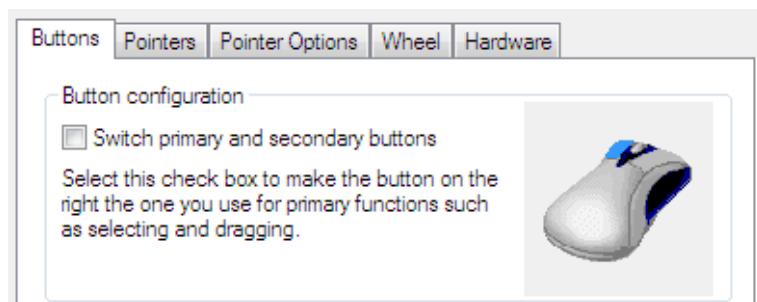 Buttons Pointers Pointer Options Wheel Hardware
Button configuration
Switch primary and secondary buttons
Select this check box to make the button on the
right the one you use for primary functions such
as selecting and dragging.